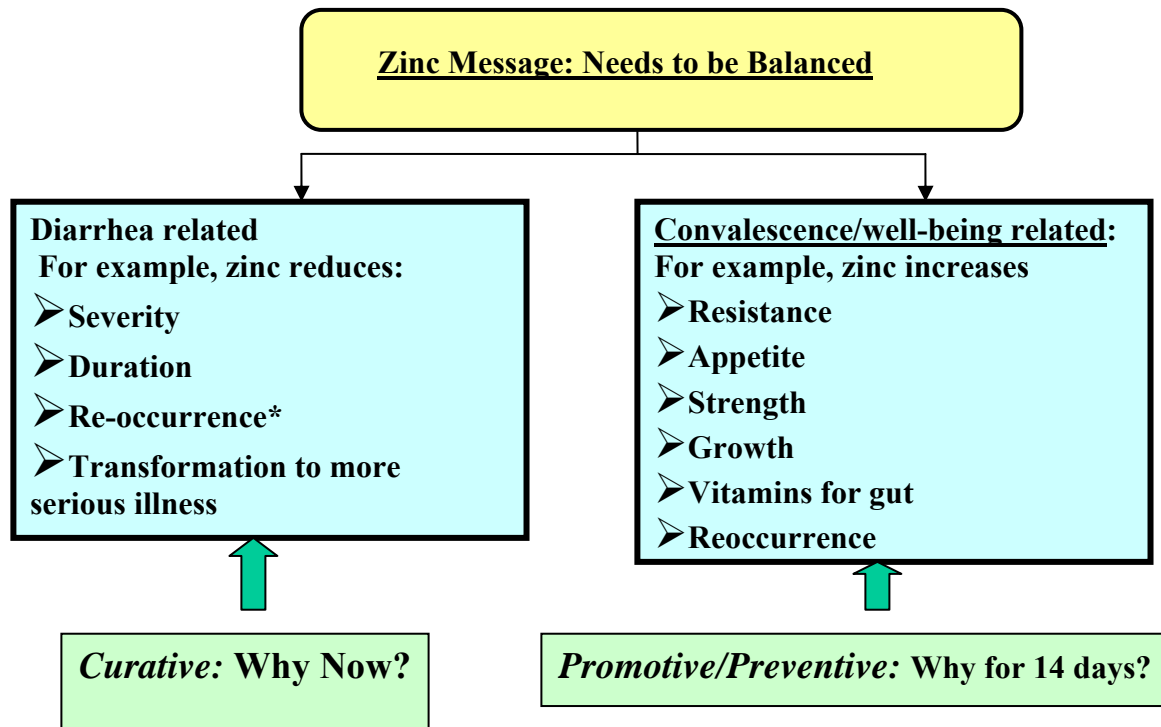 Zinc Message: Needs to be Balanced
Diarrhea related
For example, zinc reduces:
➢Severity
➢Duration
➢Re-occurrence*
➢Transformation to more
serious illness
Convalescence/well-being related:
For example, zinc increases
➢Resistance
➢Appetite
➢Strength
➢Growth
➢Vitamins for gut
➢Reoccurrence
Curative: Why Now?
Promotive/Preventive: Why for 14 days?